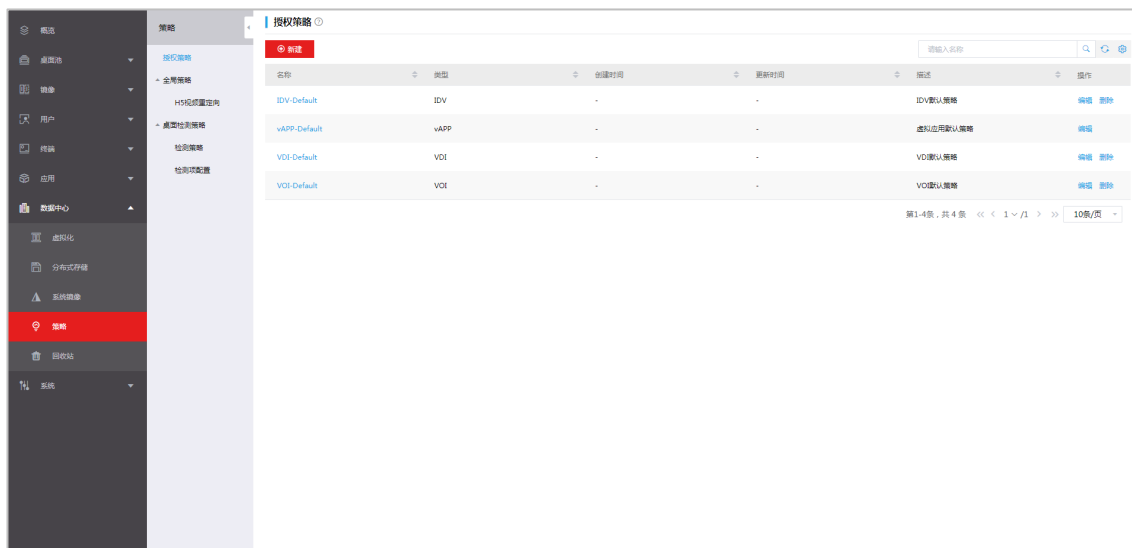 概览
桌面池
镜像
用户
终端
应用
数据中心
虚拟化
分布式存储
系统镜像
策略
回收站
系统
策略
授权策略
全局策略
H5视频重定向
桌面检测策略
检测策略
检测项配置
授权策略
新建
请输入名称
名称 类型 创建时间 更新时间 描述 操作
IDV-Default IDV - - IDV默认策略 编辑 删除
vAPP-Default vAPP - - 虚拟应用默认策略 编辑
VDI-Default VDI - - VDI默认策略 编辑 删除
VOI-Default VOI - - VOI默认策略 编辑 删除
第1-4条，共 4 条 << < 1 /1 > >> 10条/页